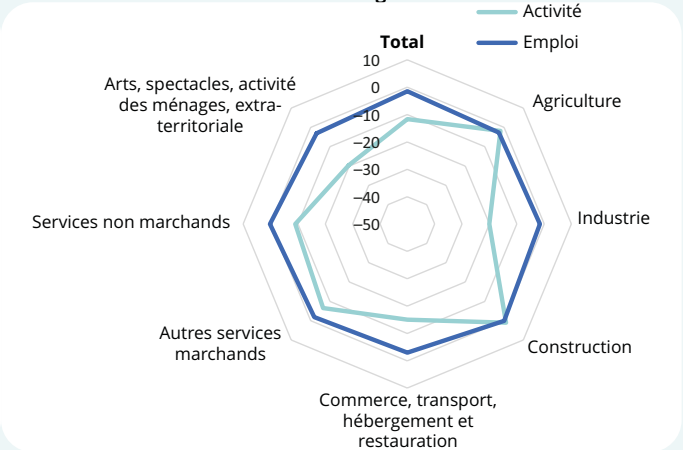 Activité
Emploi
Total
10
0
−10
−20
−30
−40
−50
Agriculture
Industrie
Construction
Commerce, transport,
hébergement et
restauration
Autres services
marchands
Services non marchands
Arts, spectacles, activité
des ménages, extra-
territoriale